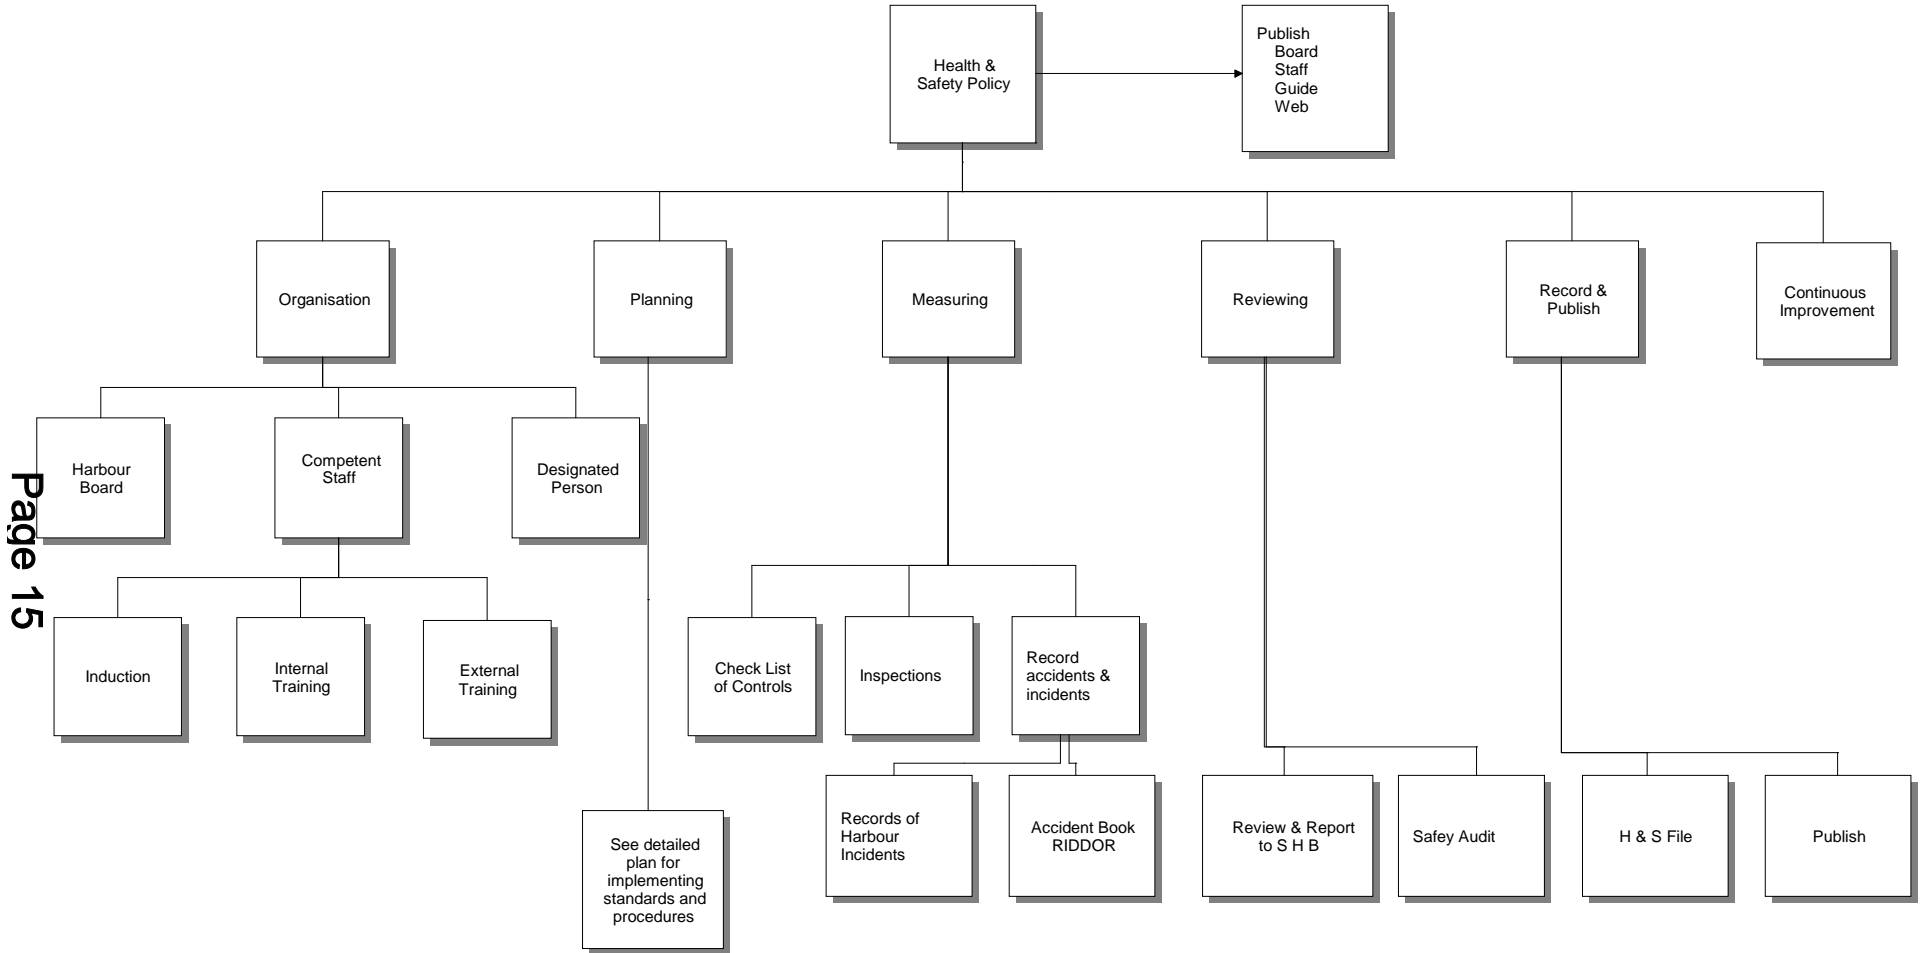 Health &
Safety Policy
Publish
Board
Staff
Guide
Web
Organisation
Planning
Measuring
Reviewing
Record &
Publish
Continuous
Improvement
Harbour
Board
Competent
Staff
Designated
Person
Induction
Internal
Training
External
Training
Check List
of Controls
Inspections
Record
accidents &
incidents
See detailed
plan for
implementing
standards and
procedures
Records of
Harbour
Incidents
Accident Book
RIDDOR
Review & Report
to S H B
Safey Audit
H & S File
Publish
Page 15